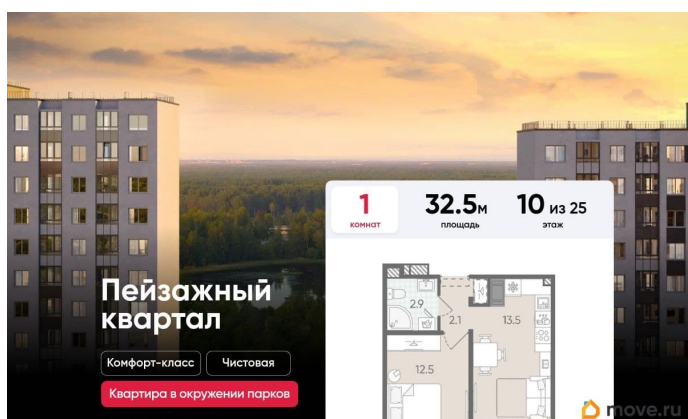 1
комнат
32.5м
площадь
10 из 25
этаж
Пейзажный
квартал
Комфорт-класс
Чистовая
Квартира в окружении парков
2.9
2.1
13.5
12.5
move.ru